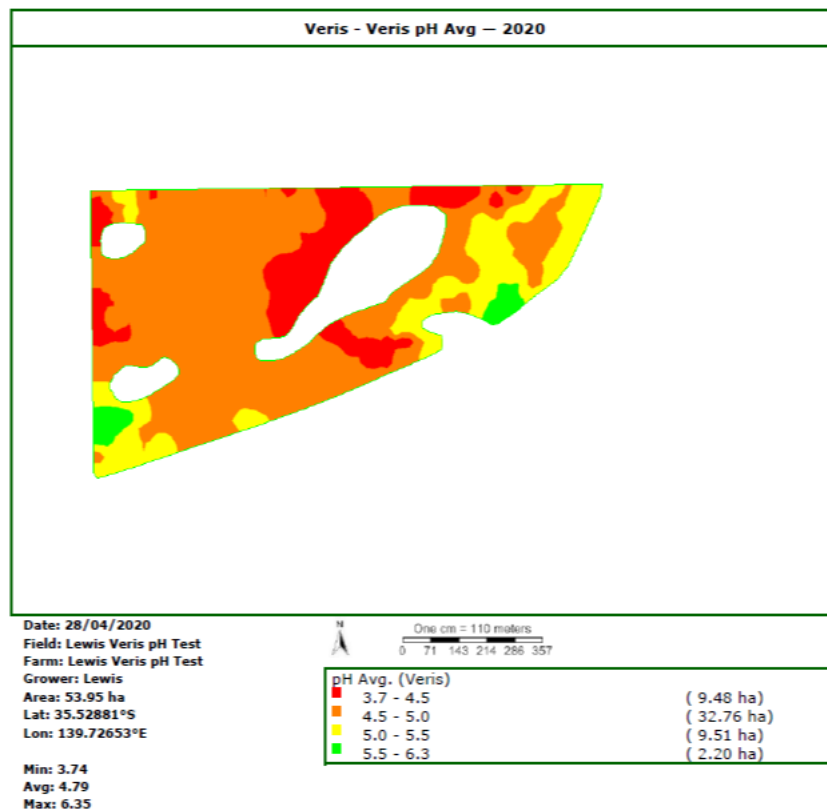 Veris - Veris pH Avg — 2020
Date: 28/04/2020
Field: Lewis Veris pH Test
Farm: Lewis Veris pH Test
Grower: Lewis
Area: 53.95 ha
Lat: 35.52881°S
Lon: 139.72653°E
Min: 3.74
Avg: 4.79
Max: 6.35
N
One cm = 110 meters
0 71 143 214 286 357
pH Avg. (Veris)
3.7 - 4.5 ( 9.48 ha)
4.5 - 5.0 ( 32.76 ha)
5.0 - 5.5 ( 9.51 ha)
5.5 - 6.3 ( 2.20 ha)